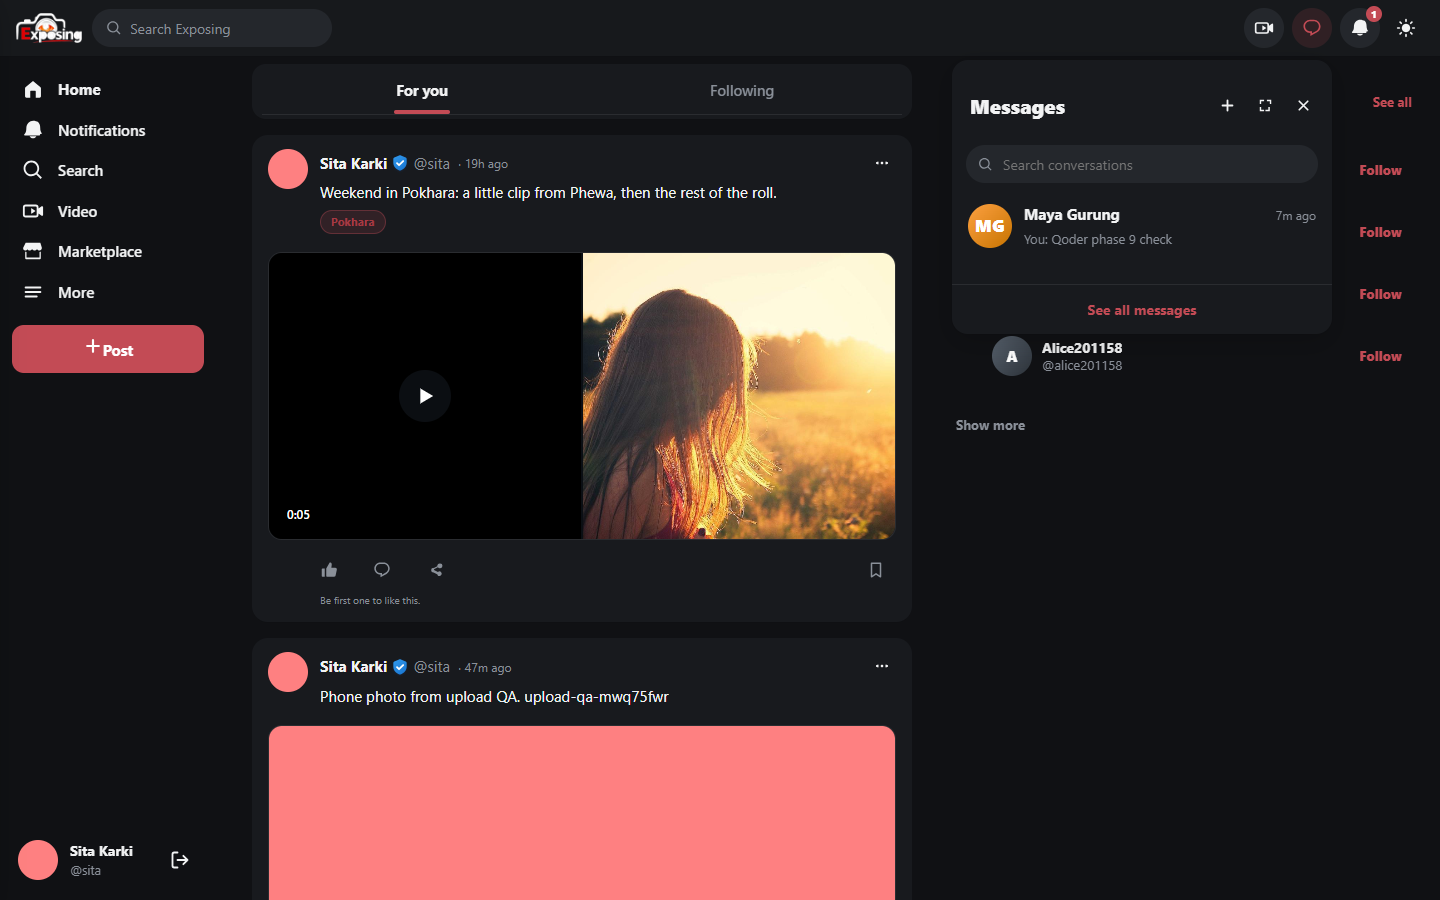 Exposing
Search Exposing
1
Home
Notifications
Search
Video
Marketplace
More
Post
Sita Karki
@sita
For you
Following
Sita Karki @sita · 19h ago
Weekend in Pokhara: a little clip from Phewa, then the rest of the roll.
Pokhara
0:05
Be first one to like this.
Sita Karki @sita · 47m ago
Phone photo from upload QA. upload-qa-mwq75fwr
Messages
Search conversations
MG
Maya Gurung
7m ago
You: Qoder phase 9 check
See all messages
See all
Follow
Follow
Follow
A
Alice201158
@alice201158
Follow
Show more